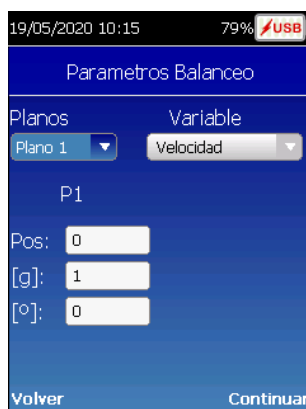 19/05/2020 10:15 79% USB
Parametros Balanceo
Planos Variable
Plano 1 Velocidad
P1
Pos: 0
[g]: 1
[º]: 0
Volver Continuar